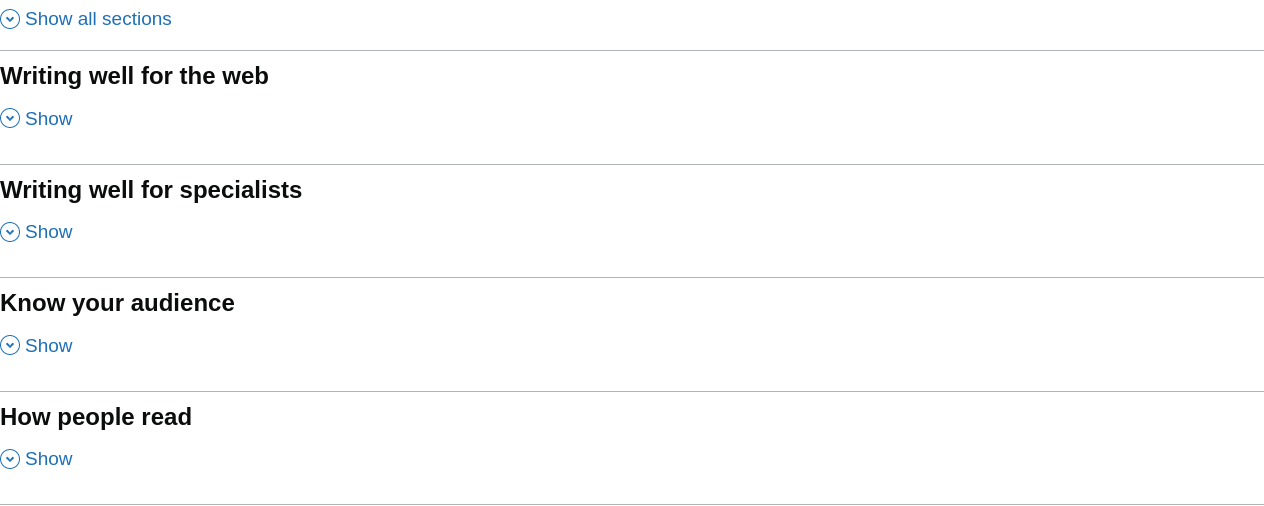 Show all sections
Writing well for the web
Show
Writing well for specialists
Show
Know your audience
Show
How people read
Show